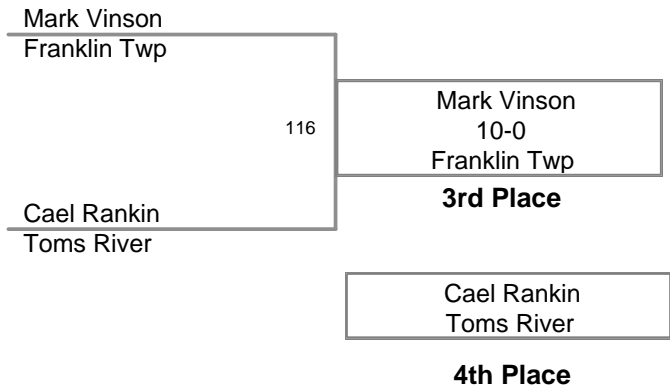 Mark Vinson
Franklin Twp
116
Mark Vinson
10-0
Franklin Twp
3rd Place
Cael Rankin
Toms River
Cael Rankin
Toms River
4th Place